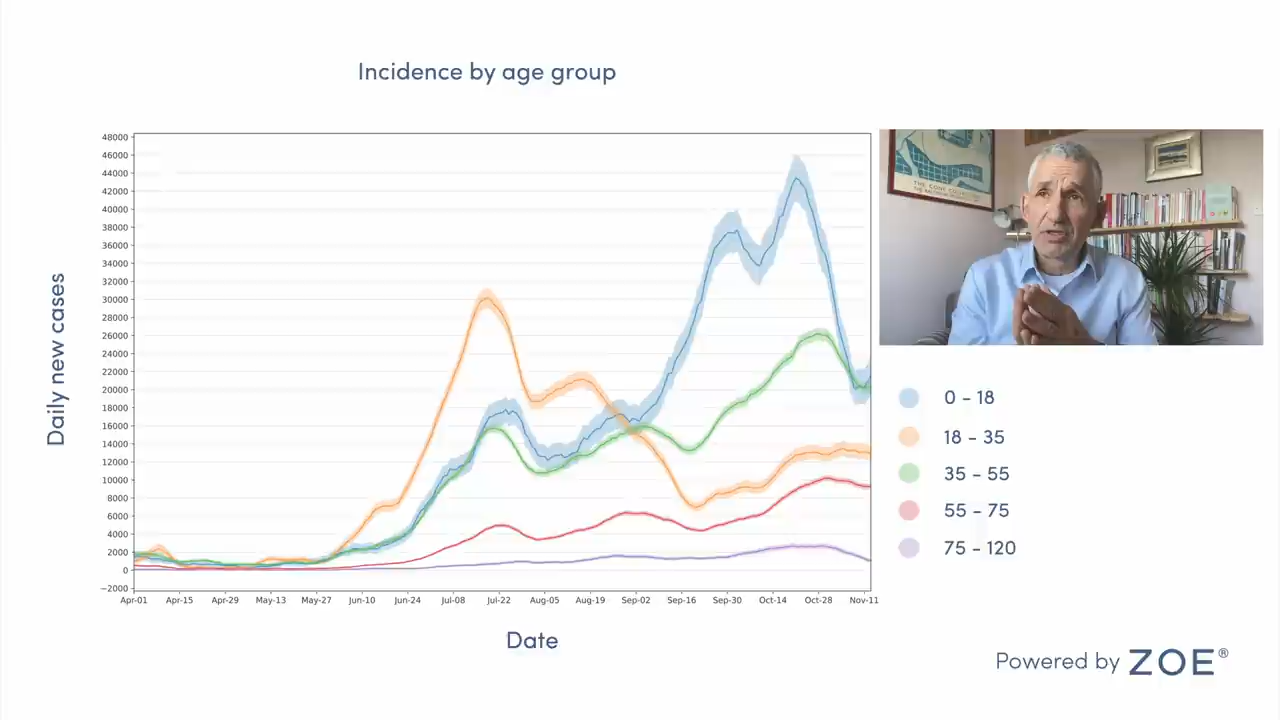 Incidence by age group
Daily new cases
48000
46000
44000
42000
40000
38000
36000
34000
32000
30000
28000
26000
24000
22000
20000
18000
16000
14000
12000
10000
8000
6000
4000
2000
0
−2000
Apr-01 Apr-15 Apr-29 May-13 May-27 Jun-10 Jun-24 Jul-08 Jul-22 Aug-05 Aug-19 Sep-02 Sep-16 Sep-30 Oct-14 Oct-28 Nov-11
Date
0 – 18
18 – 35
35 – 55
55 – 75
75 – 120
Powered by ZOE®